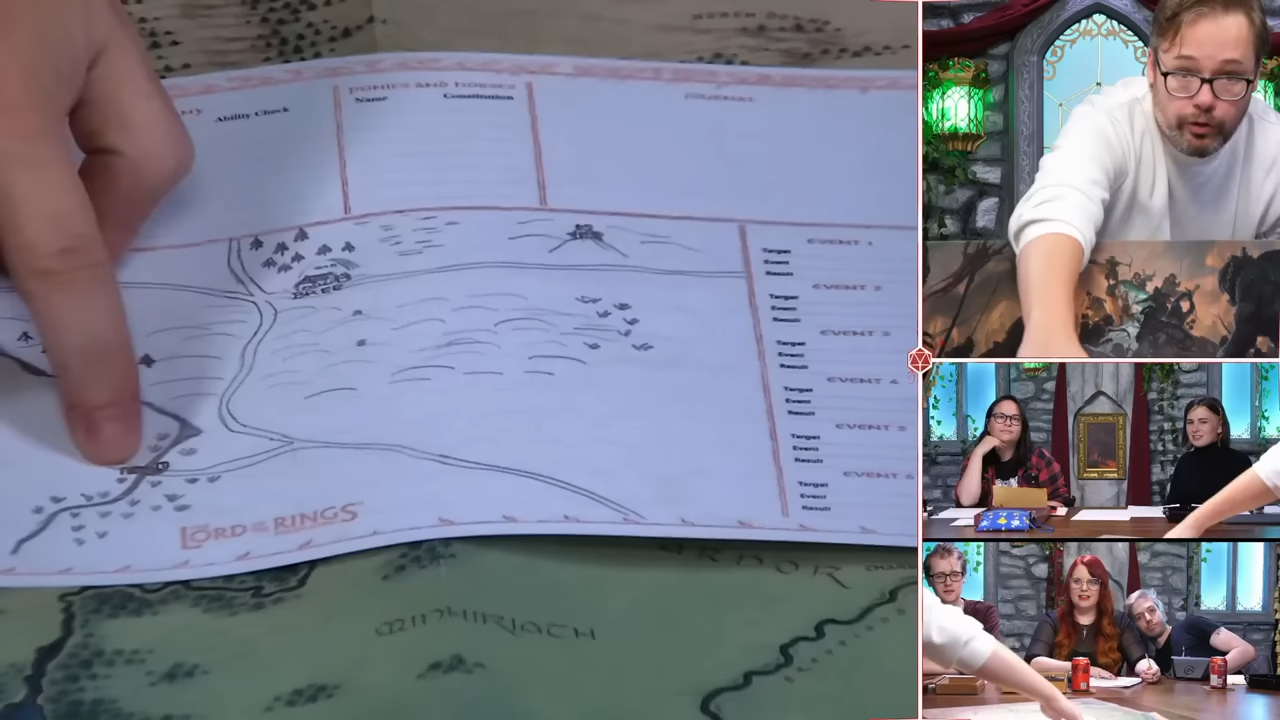 PONIES AND HORSES
Name Constitution
JOURNAL
Ability Check
BREE
EVENT 1
Target
Event
Result
EVENT 2
Target
Event
Result
EVENT 3
Target
Event
Result
EVENT 4
Target
Event
Result
EVENT 5
Target
Event
Result
EVENT 6
Target
Event
Result
THE LORD OF THE RINGS
MINHIRIATH